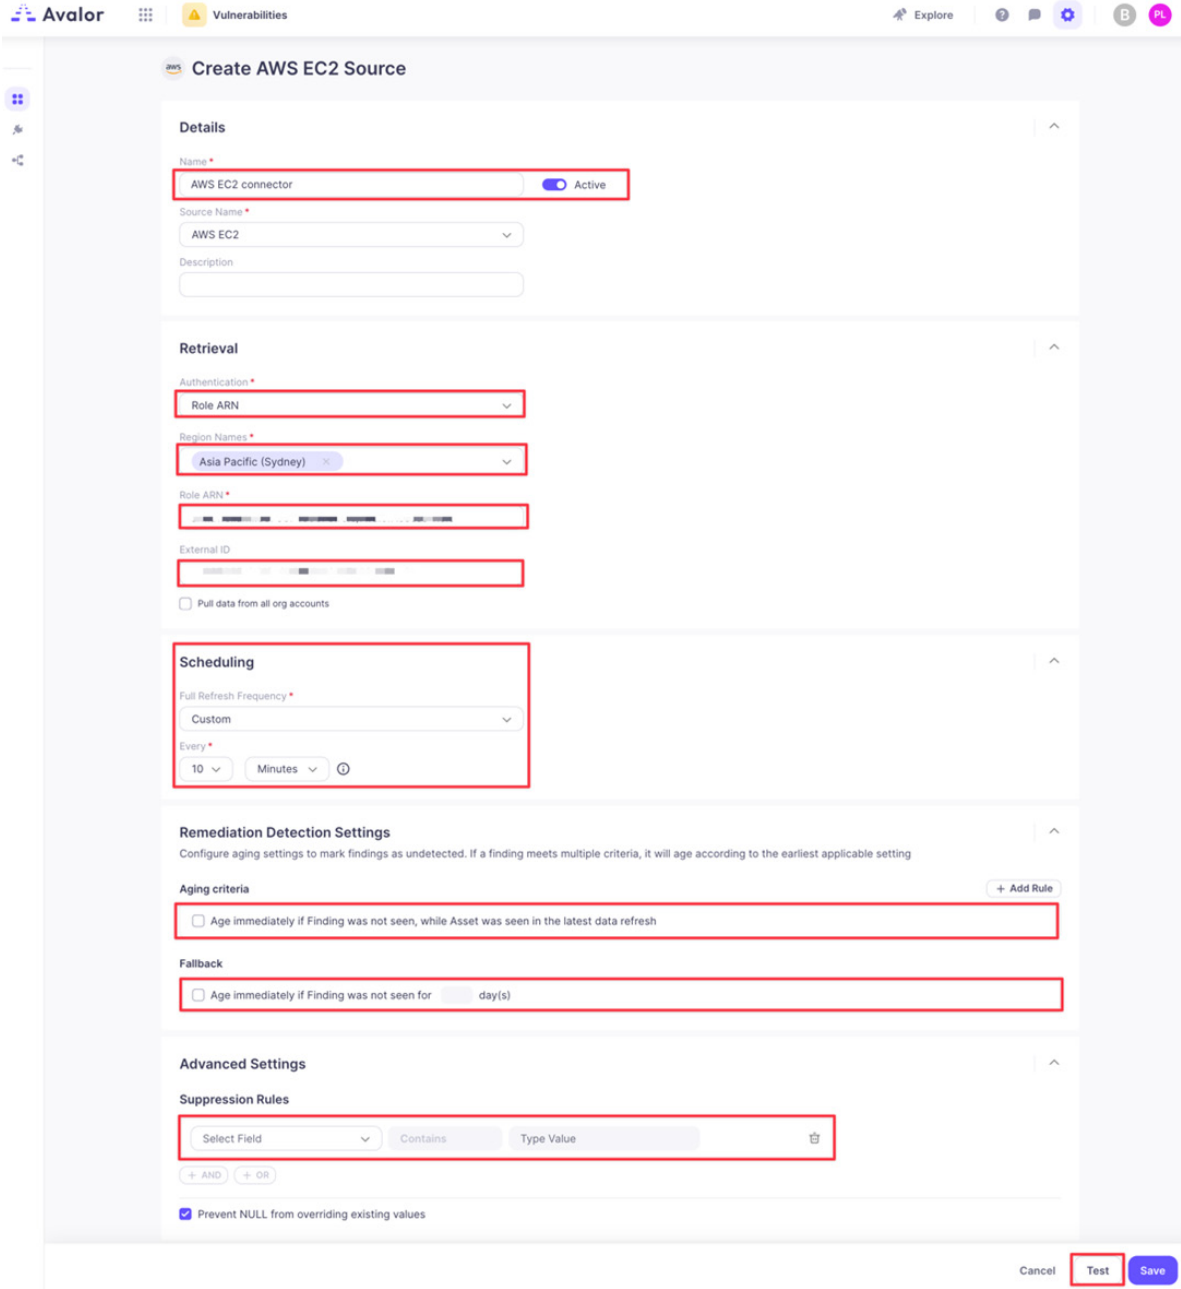 Avalor
Vulnerabilities
Explore
B
PL
aws
Create AWS EC2 Source
Details
Name *
AWS EC2 connector
Active
Source Name *
AWS EC2
Description
Retrieval
Authentication *
Role ARN
Region Names *
Asia Pacific (Sydney) ×
Role ARN *
External ID
Pull data from all org accounts
Scheduling
Full Refresh Frequency *
Custom
Every *
10 Minutes
Remediation Detection Settings
Configure aging settings to mark findings as undetected. If a finding meets multiple criteria, it will age according to the earliest applicable setting
Aging criteria
+ Add Rule
Age immediately if Finding was not seen, while Asset was seen in the latest data refresh
Fallback
Age immediately if Finding was not seen for day(s)
Advanced Settings
Suppression Rules
Select Field Contains Type Value
+ AND + OR
Prevent NULL from overriding existing values
Cancel Test Save